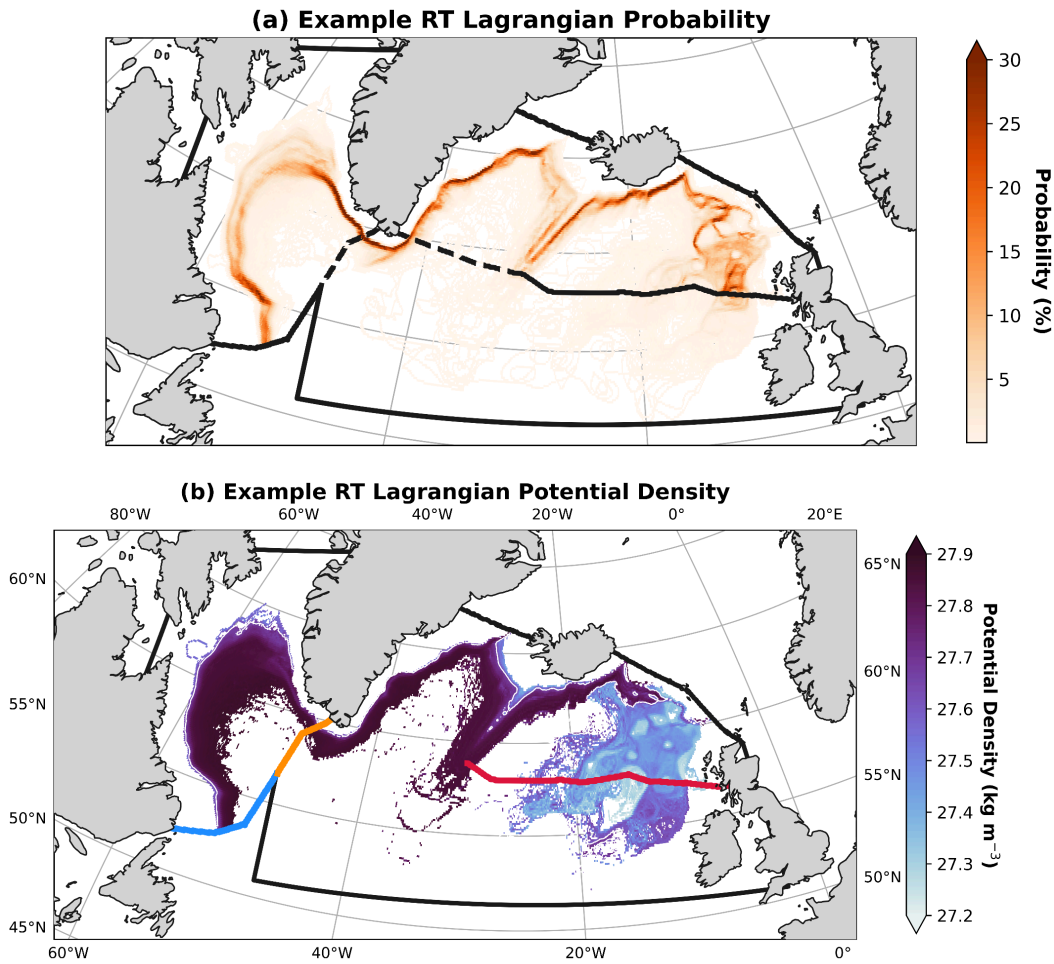 (a) Example RT Lagrangian Probability
30
25
20
15
10
5
Probability (%)
(b) Example RT Lagrangian Potential Density
80°W 60°W 40°W 20°W 0° 20°E
60°N
55°N
50°N
45°N
65°N
60°N
55°N
50°N
60°W 40°W 20°W 0°
27.9
27.8
27.7
27.6
27.5
27.4
27.3
27.2
Potential Density (kg m⁻³)